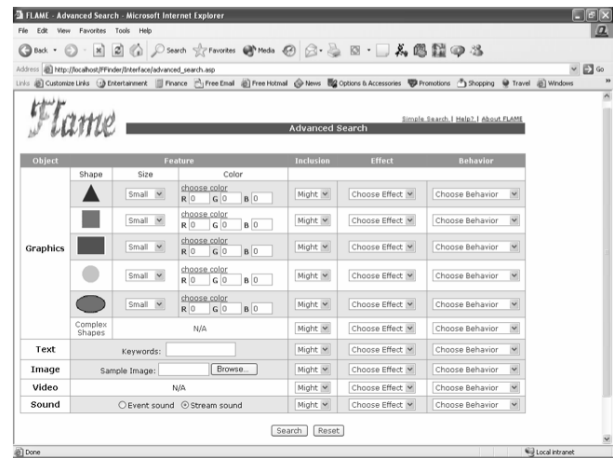 FLAME - Advanced Search - Microsoft Internet Explorer
File Edit View Favorites Tools Help
Back Search Favorites Media
Address http://localhost/FFinder/Interface/advanced_search.asp Go
Links Customize Links Entertainment Finance Free Email Free Hotmail News Options & Accessories Promotions Shopping Travel Windows
Flame
Simple Search | Help? | About FLAME
Advanced Search
Object Feature Inclusion Effect Behavior
Shape Size Color
Graphics
Small choose color R 0 G 0 B 0 Might Choose Effect Choose Behavior
Small choose color R 0 G 0 B 0 Might Choose Effect Choose Behavior
Small choose color R 0 G 0 B 0 Might Choose Effect Choose Behavior
Small choose color R 0 G 0 B 0 Might Choose Effect Choose Behavior
Small choose color R 0 G 0 B 0 Might Choose Effect Choose Behavior
Complex Shapes N/A Might Choose Effect Choose Behavior
Text Keywords: Might Choose Effect Choose Behavior
Image Sample Image: Browse... Might Choose Effect Choose Behavior
Video N/A Might Choose Effect Choose Behavior
Sound Event sound Stream sound Might Choose Effect Choose Behavior
Search Reset
Done Local intranet